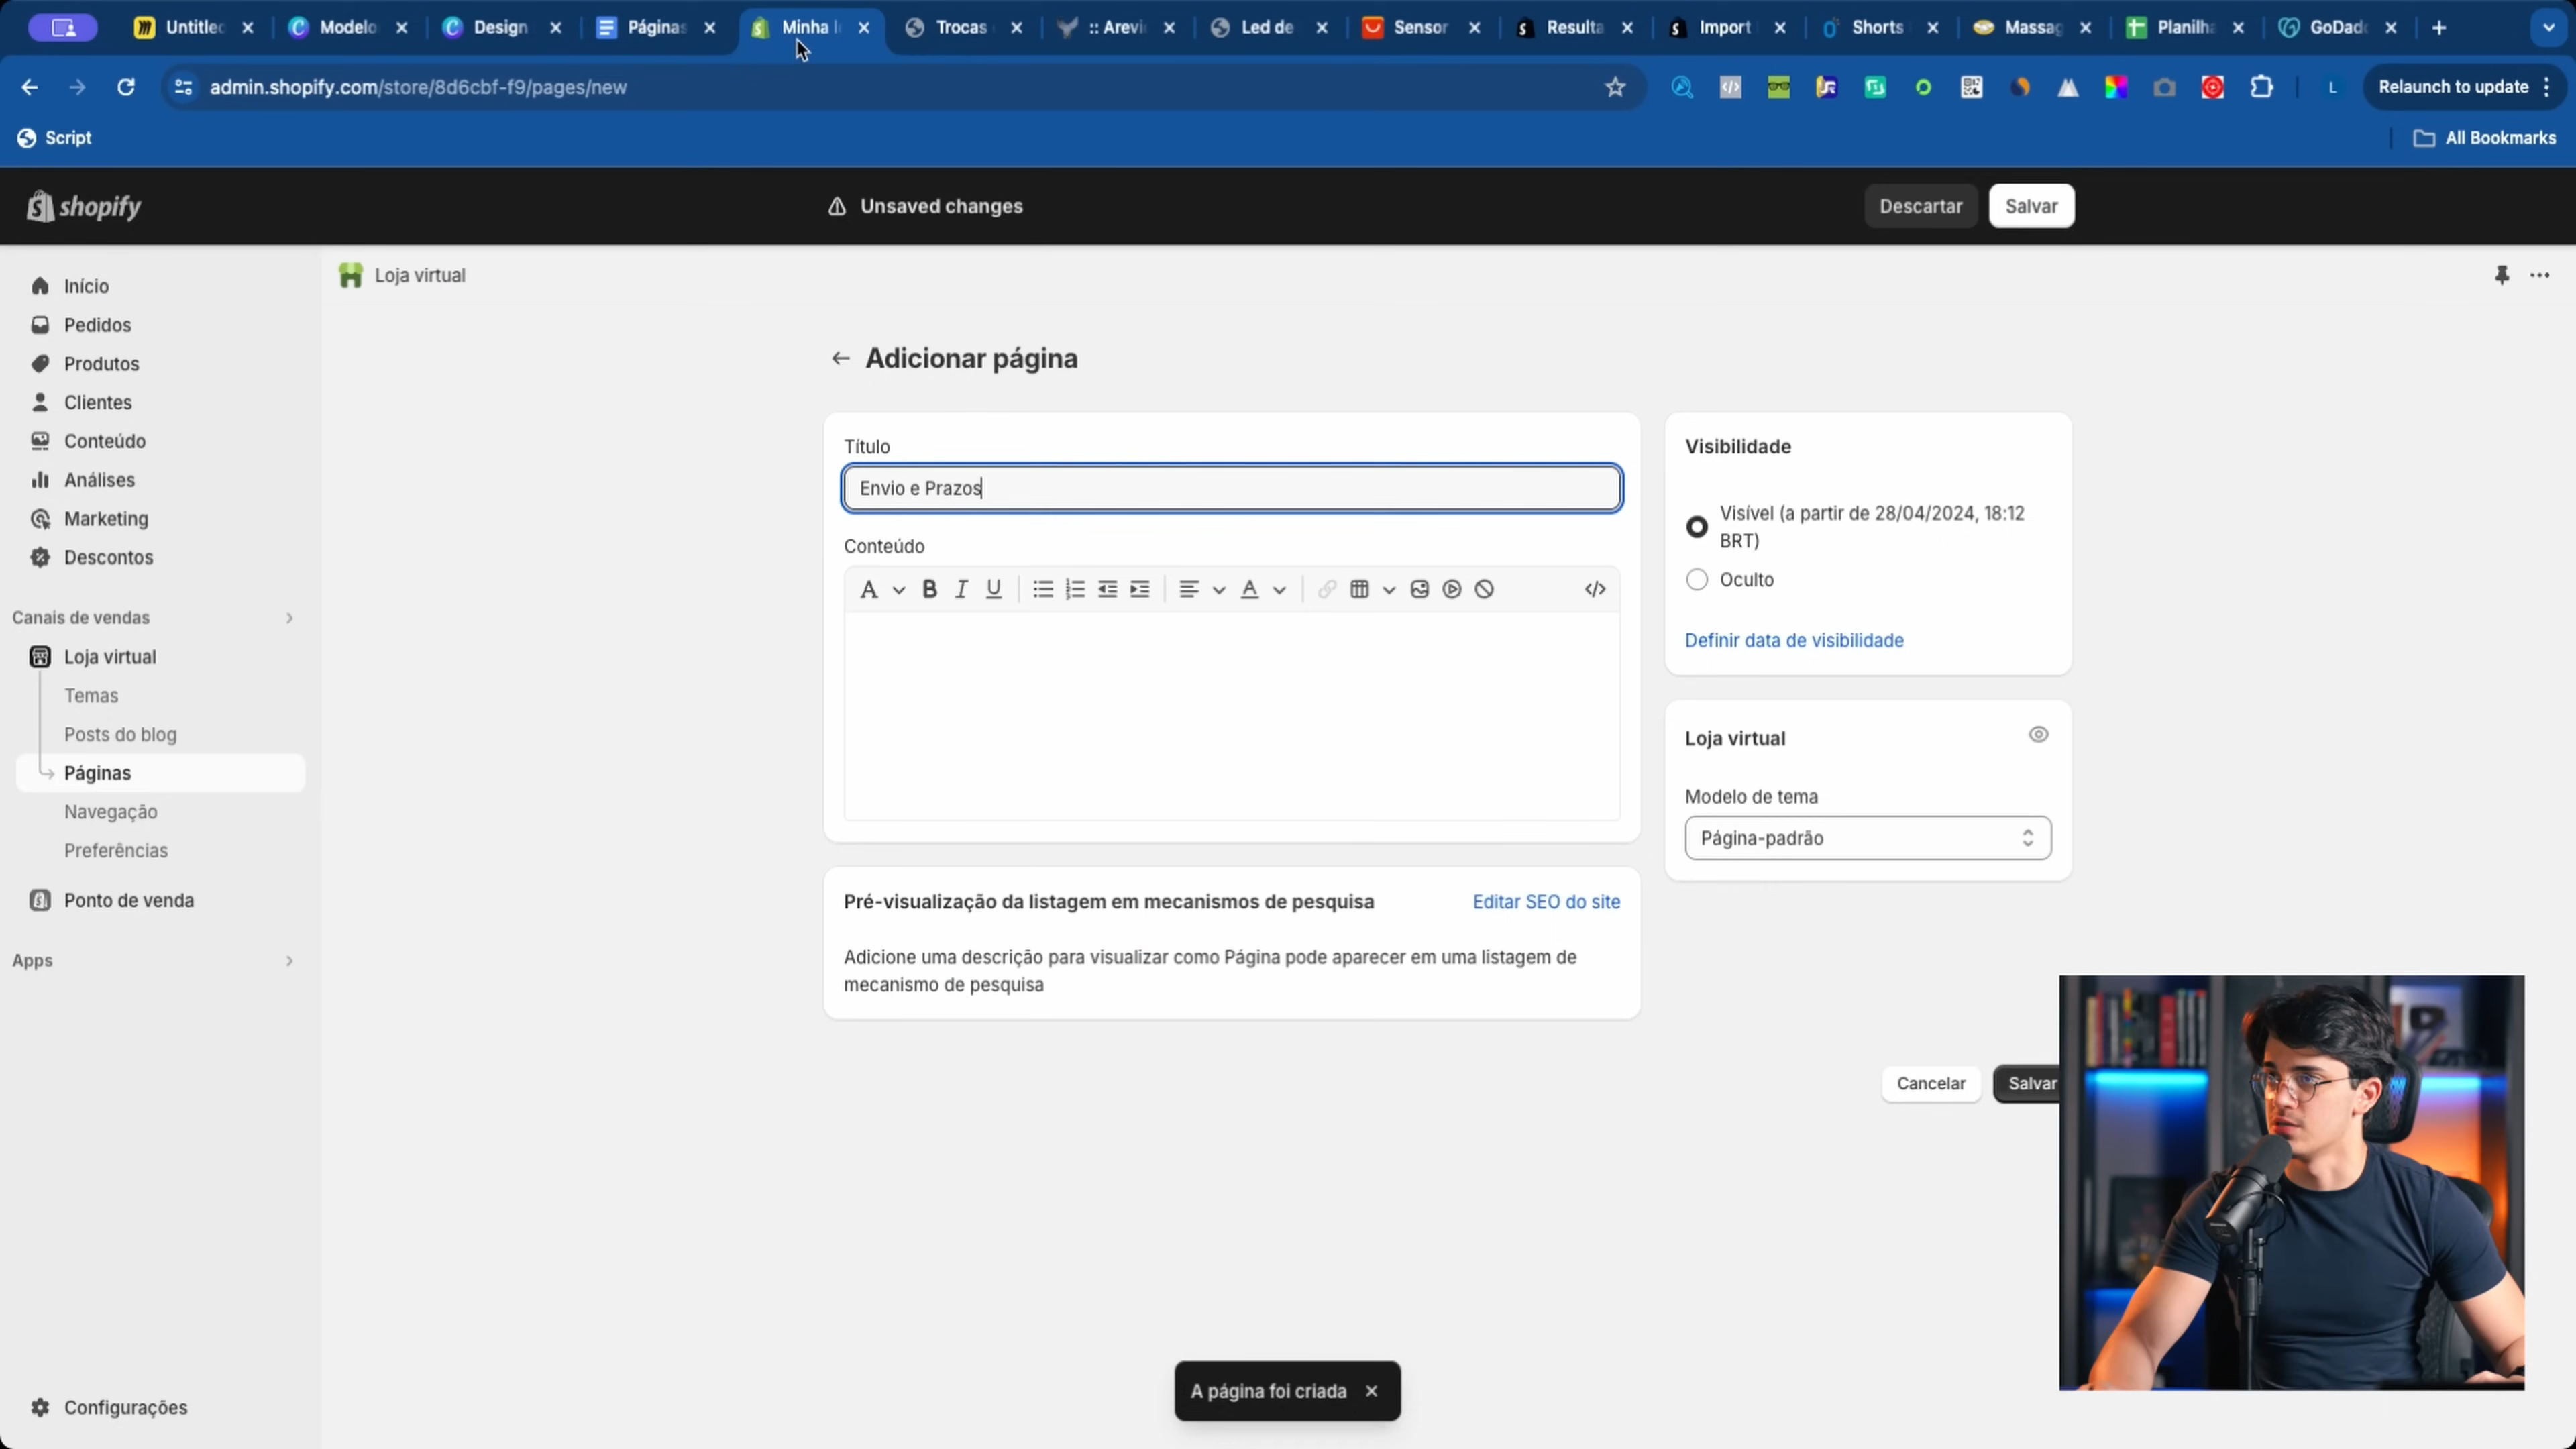 Untitled
Modelo
Design
Páginas
Minha l
Trocas
:: Arevi
Led de
Sensor
Resulta
Import
Shorts
Massag
Planilha
GoDadd
admin.shopify.com/store/8d6cbf-f9/pages/new
L
Relaunch to update
Script
All Bookmarks
shopify
Unsaved changes
Descartar
Salvar
Início
Pedidos
Produtos
Clientes
Conteúdo
Análises
Marketing
Descontos
Canais de vendas
Loja virtual
Temas
Posts do blog
Páginas
Navegação
Preferências
Ponto de venda
Apps
Configurações
Loja virtual
Adicionar página
Título
Envio e Prazos
Conteúdo
A
B I U
A
</>
Pré-visualização da listagem em mecanismos de pesquisa
Editar SEO do site
Adicione uma descrição para visualizar como Página pode aparecer em uma listagem de
mecanismo de pesquisa
Visibilidade
Visível (a partir de 28/04/2024, 18:12
BRT)
Oculto
Definir data de visibilidade
Loja virtual
Modelo de tema
Página-padrão
Cancelar
Salvar
A página foi criada